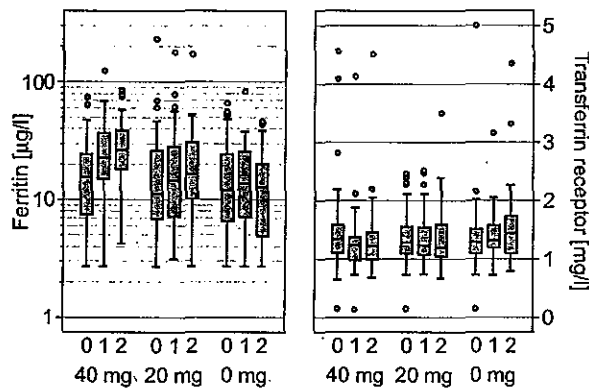 Ferritin [µg/l]
100
10
1
0 1 2 0 1 2 0 1 2
40 mg 20 mg 0 mg
0 1 2 0 1 2 0 1 2
40 mg 20 mg 0 mg
5
4
3
2
1
0
Transferrin receptor [mg/l]